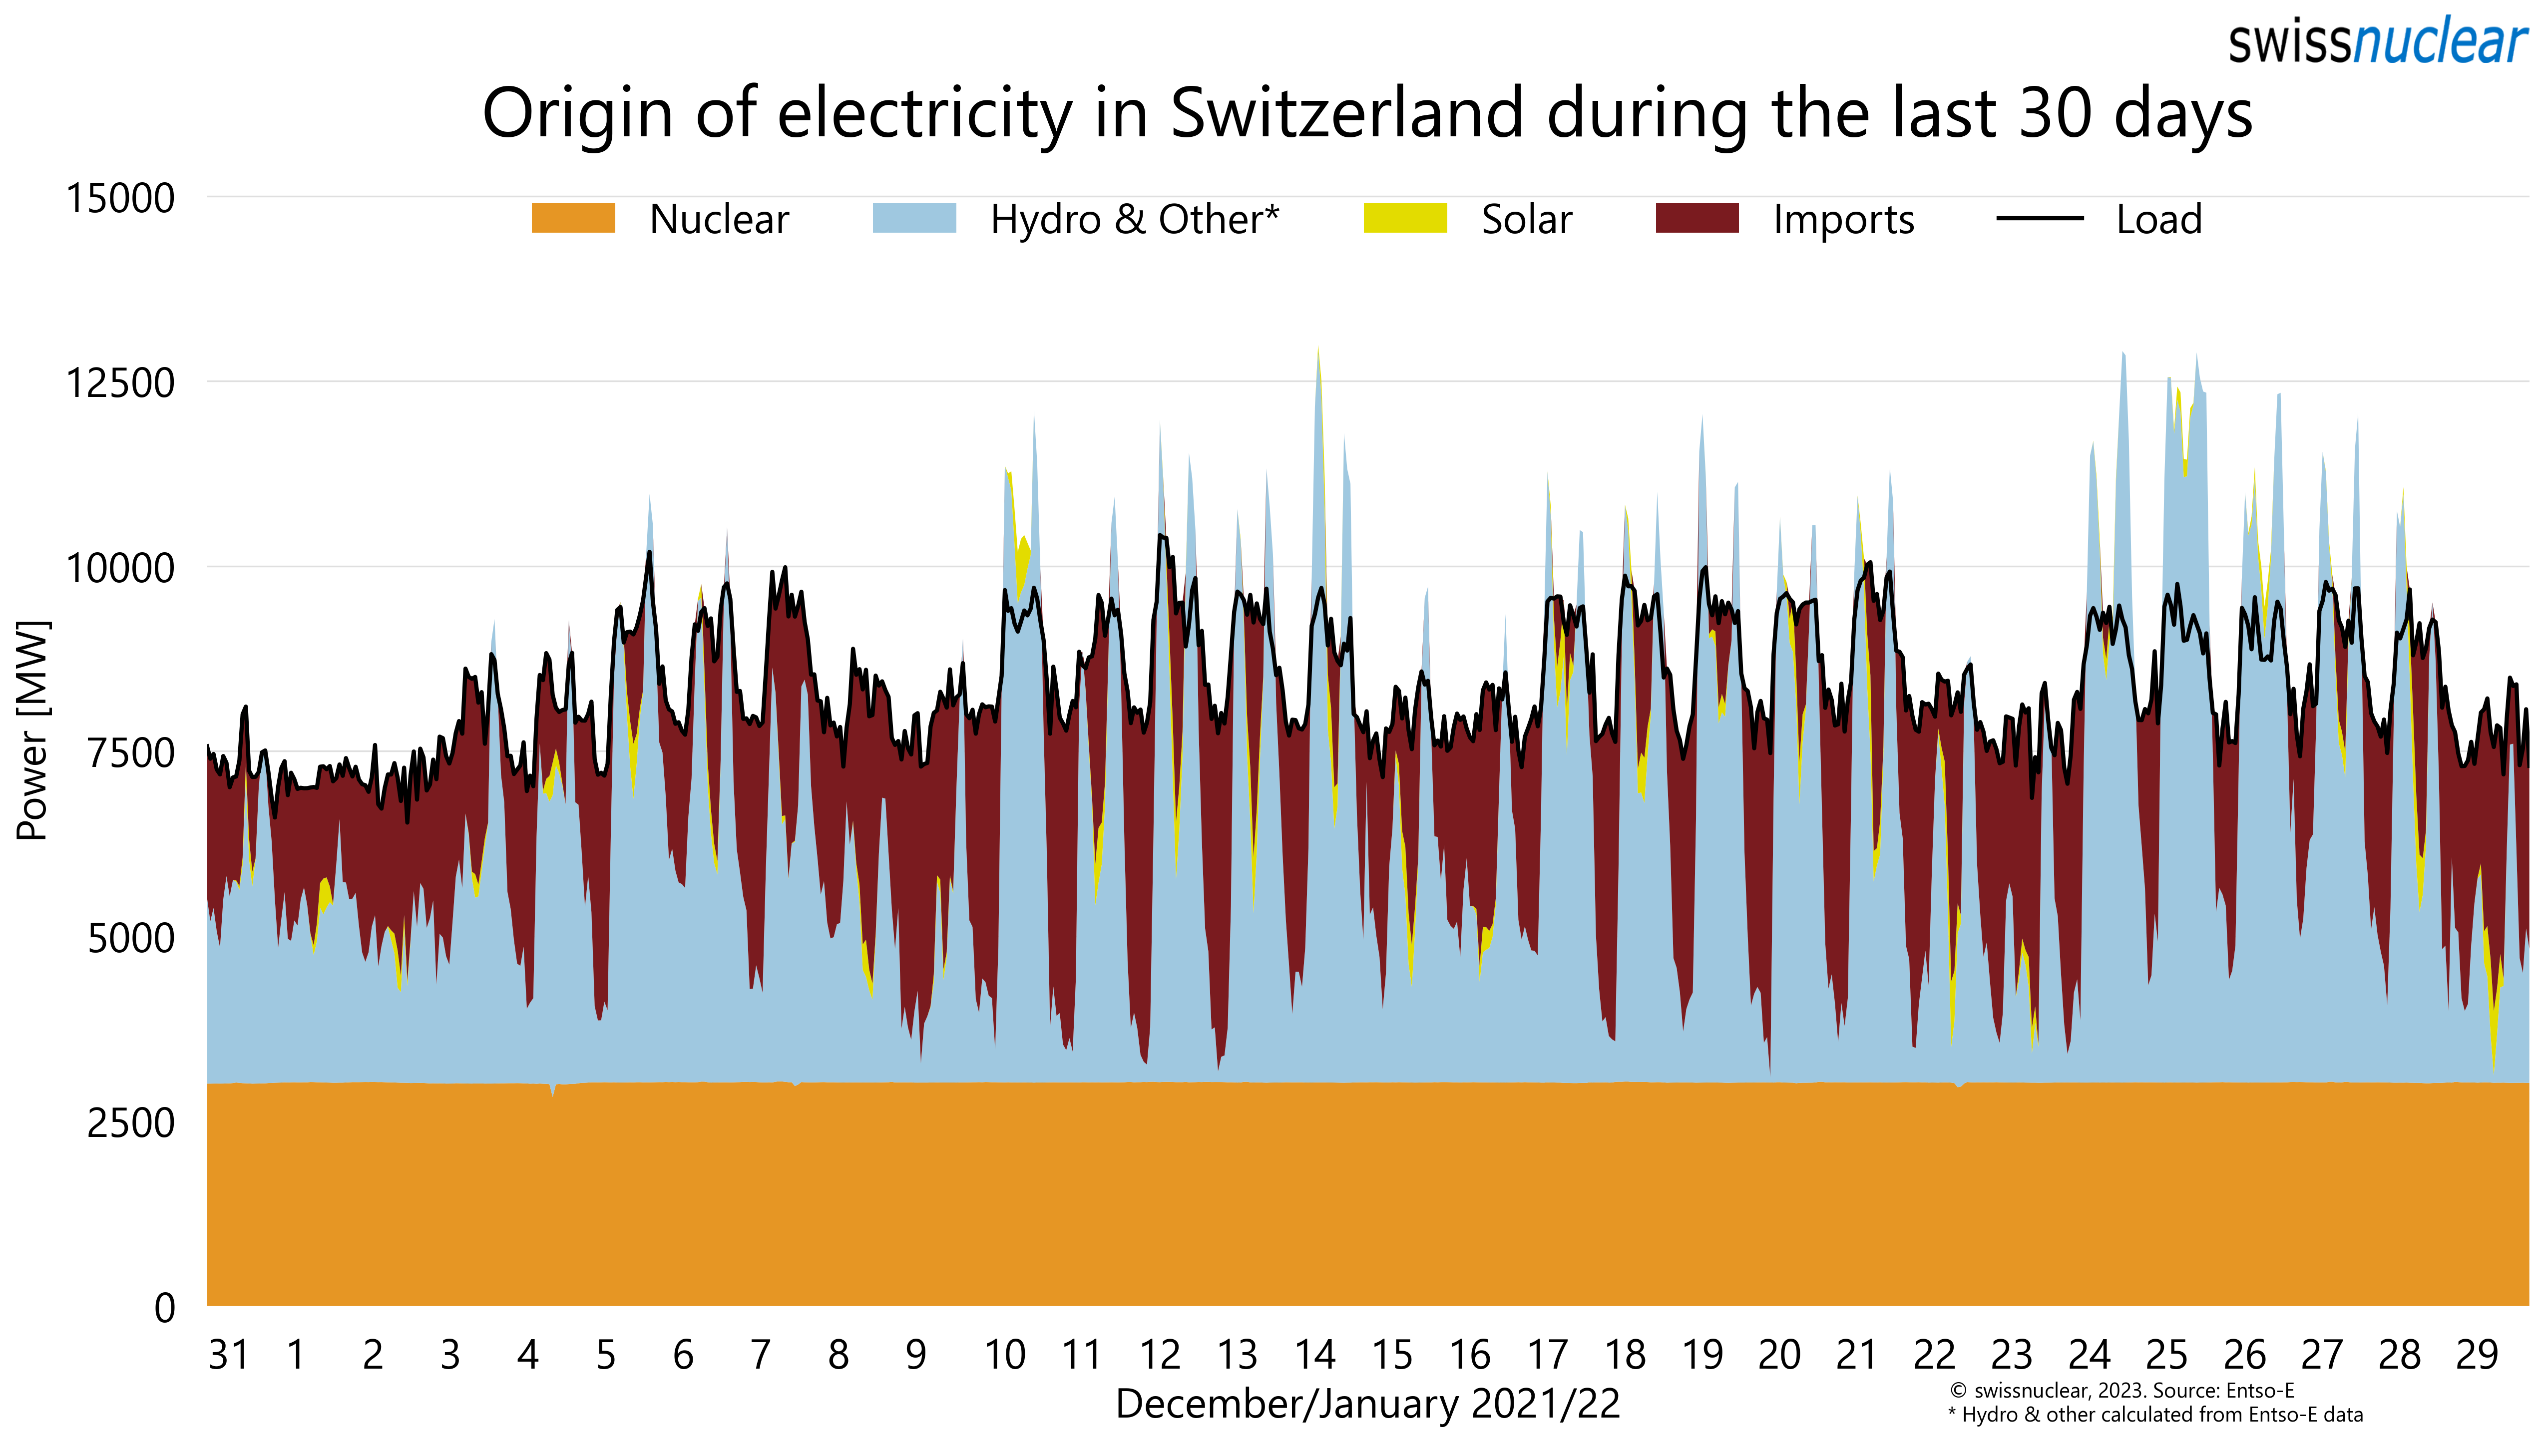 swissnuclear
Origin of electricity in Switzerland during the last 30 days
15000
Nuclear Hydro & Other* Solar Imports Load
12500
10000
7500
5000
2500
0
Power [MW]
31 1 2 3 4 5 6 7 8 9 10 11 12 13 14 15 16 17 18 19 20 21 22 23 24 25 26 27 28 29
December/January 2021/22
© swissnuclear, 2023. Source: Entso-E
* Hydro & other calculated from Entso-E data